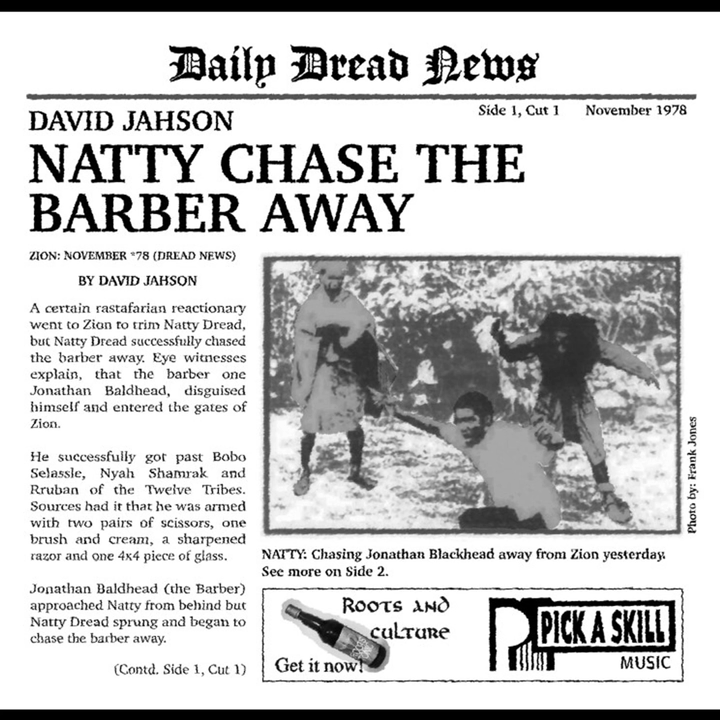 Daily Dread News
Side 1, Cut 1 November 1978
DAVID JAHSON
NATTY CHASE THE
BARBER AWAY
ZION: NOVEMBER "78 (DREAD NEWS)
BY DAVID JAHSON
A certain rastafarian reactionary
went to Zion to trim Natty Dread,
but Natty Dread successfully chased
the barber away. Eye witnesses
explain, that the barber one
Jonathan Baldhead, disguised
himself and entered the gates of
Zion.
He successfully got past Bobo
Selassie, Nyah Shamrak and
Rruban of the Twelve Tribes.
Sources had it that he was armed
with two pairs of scissors, one
brush and cream, a sharpened
razor and one 4x4 piece of glass.
Jonathan Baldhead (the Barber)
approached Natty from behind but
Natty Dread sprung and began to
chase the barber away.
(Contd. Side 1, Cut 1)
Photo by: Frank Jones
NATTY: Chasing Jonathan Blackhead away from Zion yesterday.
See more on Side 2.
Roots and
culture
Get it now!
PICK A SKILL
MUSIC